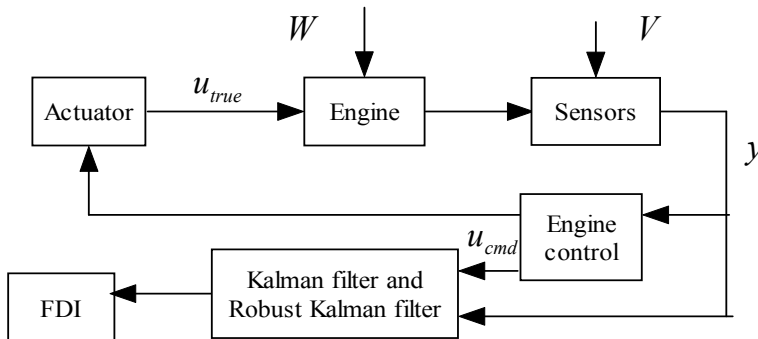 W
V
u_true
Actuator
Engine
Sensors
y
Engine
control
u_cmd
Kalman filter and
Robust Kalman filter
FDI